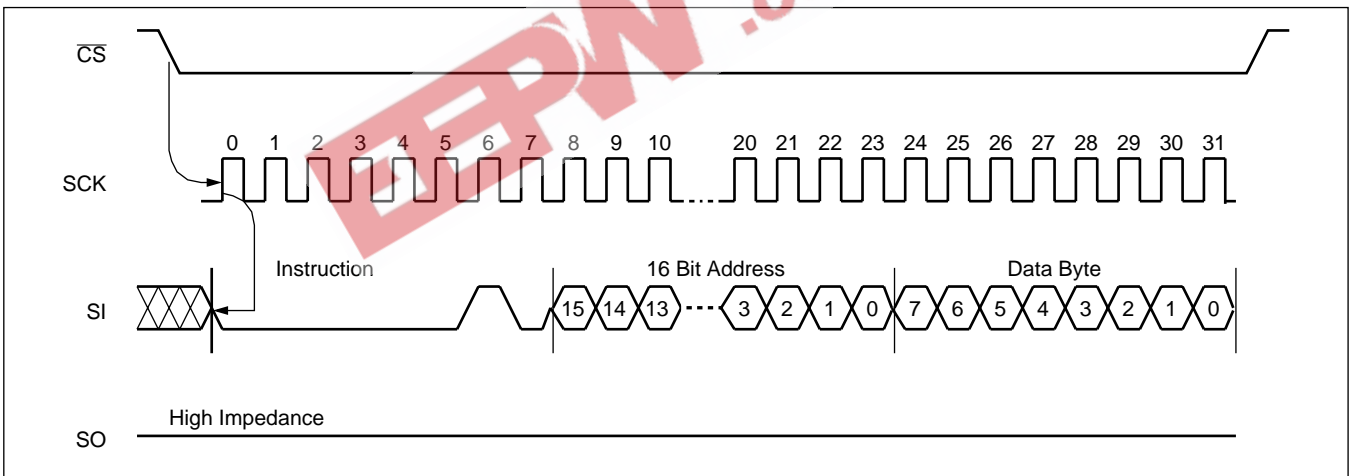 EEPW.c
CS
0 1 2 3 4 5 6 7 8 9 10 20 21 22 23 24 25 26 27 28 29 30 31
SCK
Instruction 16 Bit Address Data Byte
SI 15 14 13 3 2 1 0 7 6 5 4 3 2 1 0
High Impedance
SO